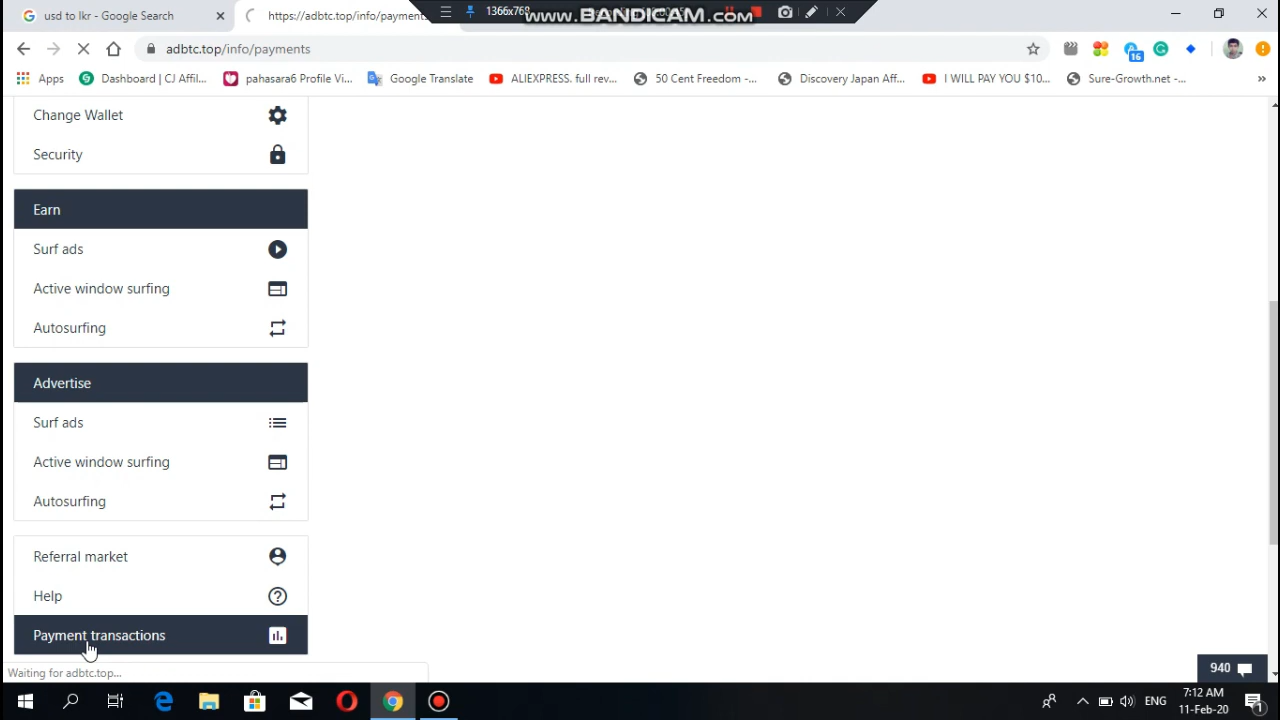 usd to lkr - Google Search
https://adbtc.top/info/payment
1366x768
www.BANDICAM.com
adbtc.top/info/payments
16
Apps
Dashboard | CJ Affil...
pahasara6 Profile Vi...
Google Translate
ALIEXPRESS. full rev...
50 Cent Freedom -...
Discovery Japan Aff...
I WILL PAY YOU $10...
Sure-Growth.net -...
»
Change Wallet
Security
Earn
Surf ads
Active window surfing
Autosurfing
Advertise
Surf ads
Active window surfing
Autosurfing
Referral market
Help
Payment transactions
Waiting for adbtc.top...
940
ENG
7:12 AM
11-Feb-20
1